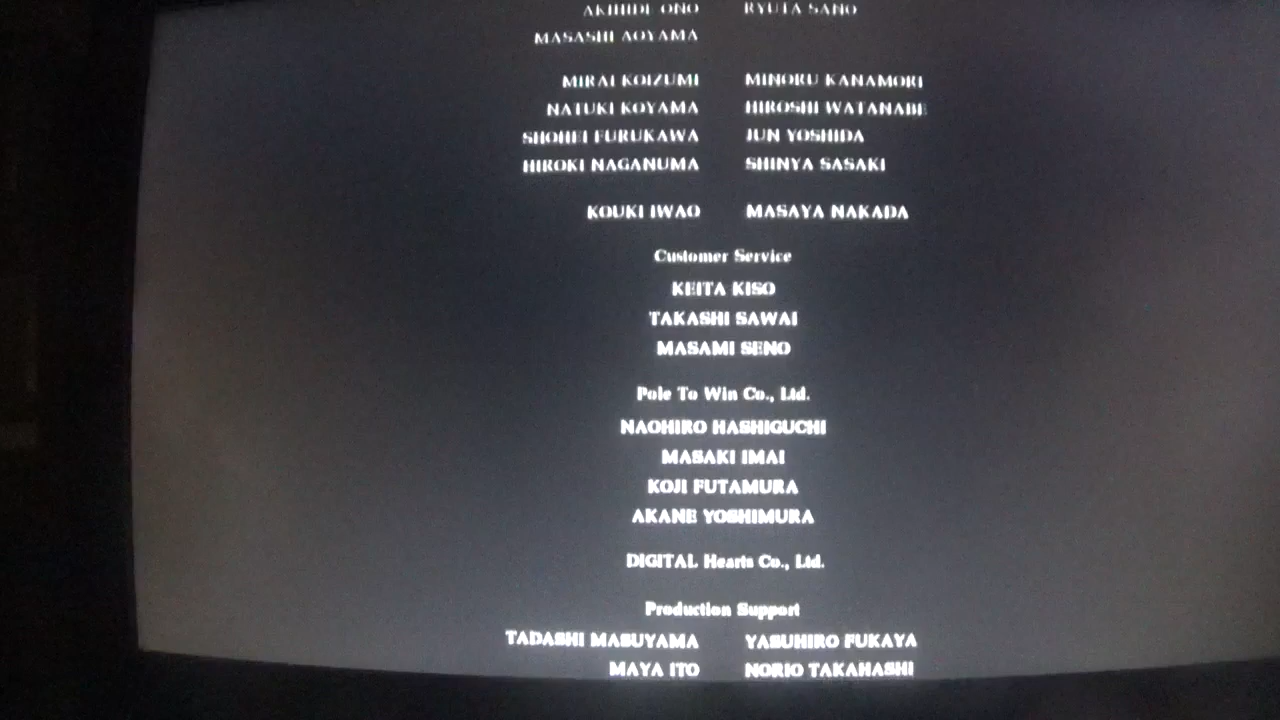 AKIHIDE ONO RYUTA SANO
MASASHI AOYAMA
MIRAI KOIZUMI MINORU KANAMORI
NATUKI KOYAMA HIROSHI WATANABE
SHOHEI FURUKAWA JUN YOSHIDA
HIROKI NAGANUMA SHINYA SASAKI
KOUKI IWAO MASAYA NAKADA
Customer Service
KEITA KISO
TAKASHI SAWAI
MASAMI SENO
Pole To Win Co., Ltd.
NAOHIRO HASHIGUCHI
MASAKI IMAI
KOJI FUTAMURA
AKANE YOSHIMURA
DIGITAL Hearts Co., Ltd.
Production Support
TADASHI MASUYAMA YASUHIRO FUKAYA
MAYA ITO NORIO TAKAHASHI